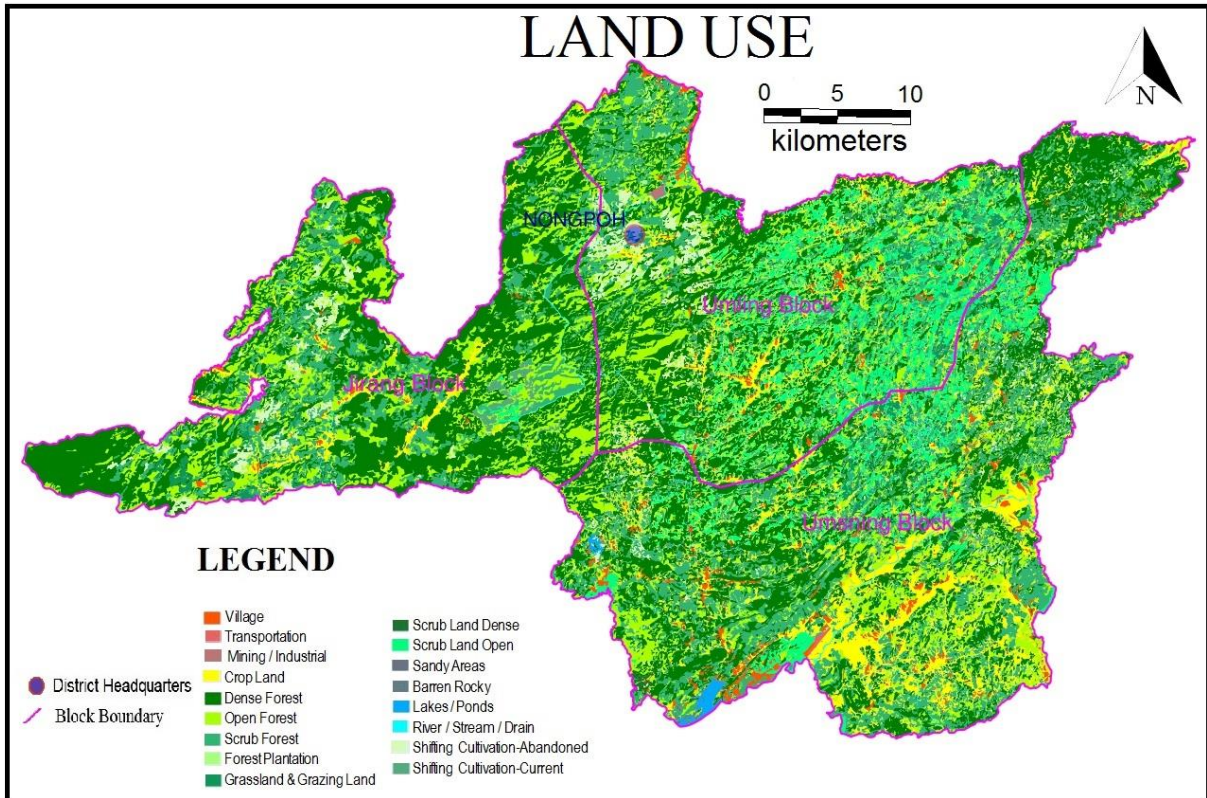 LAND USE
0 5 10
kilometers
N
NONGPOH
Umling Block
Jirang Block
Umsning Block
LEGEND
District Headquarters
Block Boundary
Village
Transportation
Mining / Industrial
Crop Land
Dense Forest
Open Forest
Scrub Forest
Forest Plantation
Grassland & Grazing Land
Scrub Land Dense
Scrub Land Open
Sandy Areas
Barren Rocky
Lakes / Ponds
River / Stream / Drain
Shifting Cultivation-Abandoned
Shifting Cultivation-Current